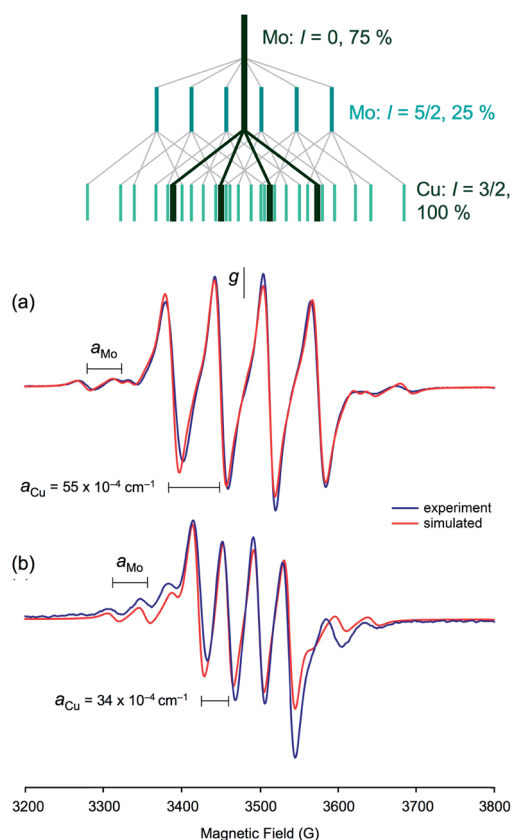 Mo: I = 0, 75 %
Mo: I = 5/2, 25 %
Cu: I = 3/2,
100 %
(a)
g
aMo
aCu = 55 x 10⁻⁴ cm⁻¹
experiment
simulated
(b)
aMo
aCu = 34 x 10⁻⁴ cm⁻¹
3200 3300 3400 3500 3600 3700 3800
Magnetic Field (G)